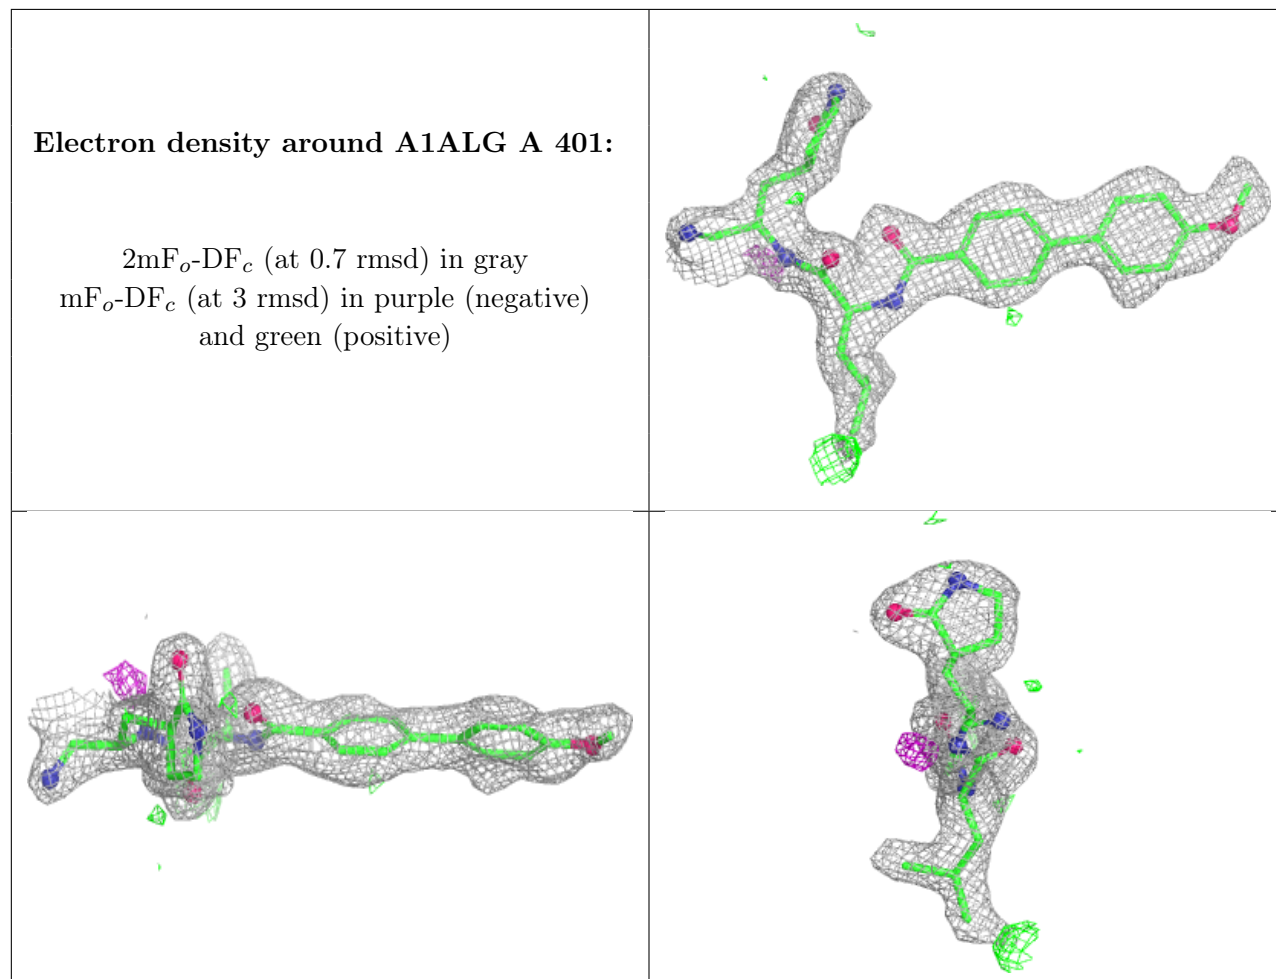 Electron density around A1ALG A 401:
2mFₒ-DF𝒸 (at 0.7 rmsd) in gray
mFₒ-DF𝒸 (at 3 rmsd) in purple (negative)
and green (positive)